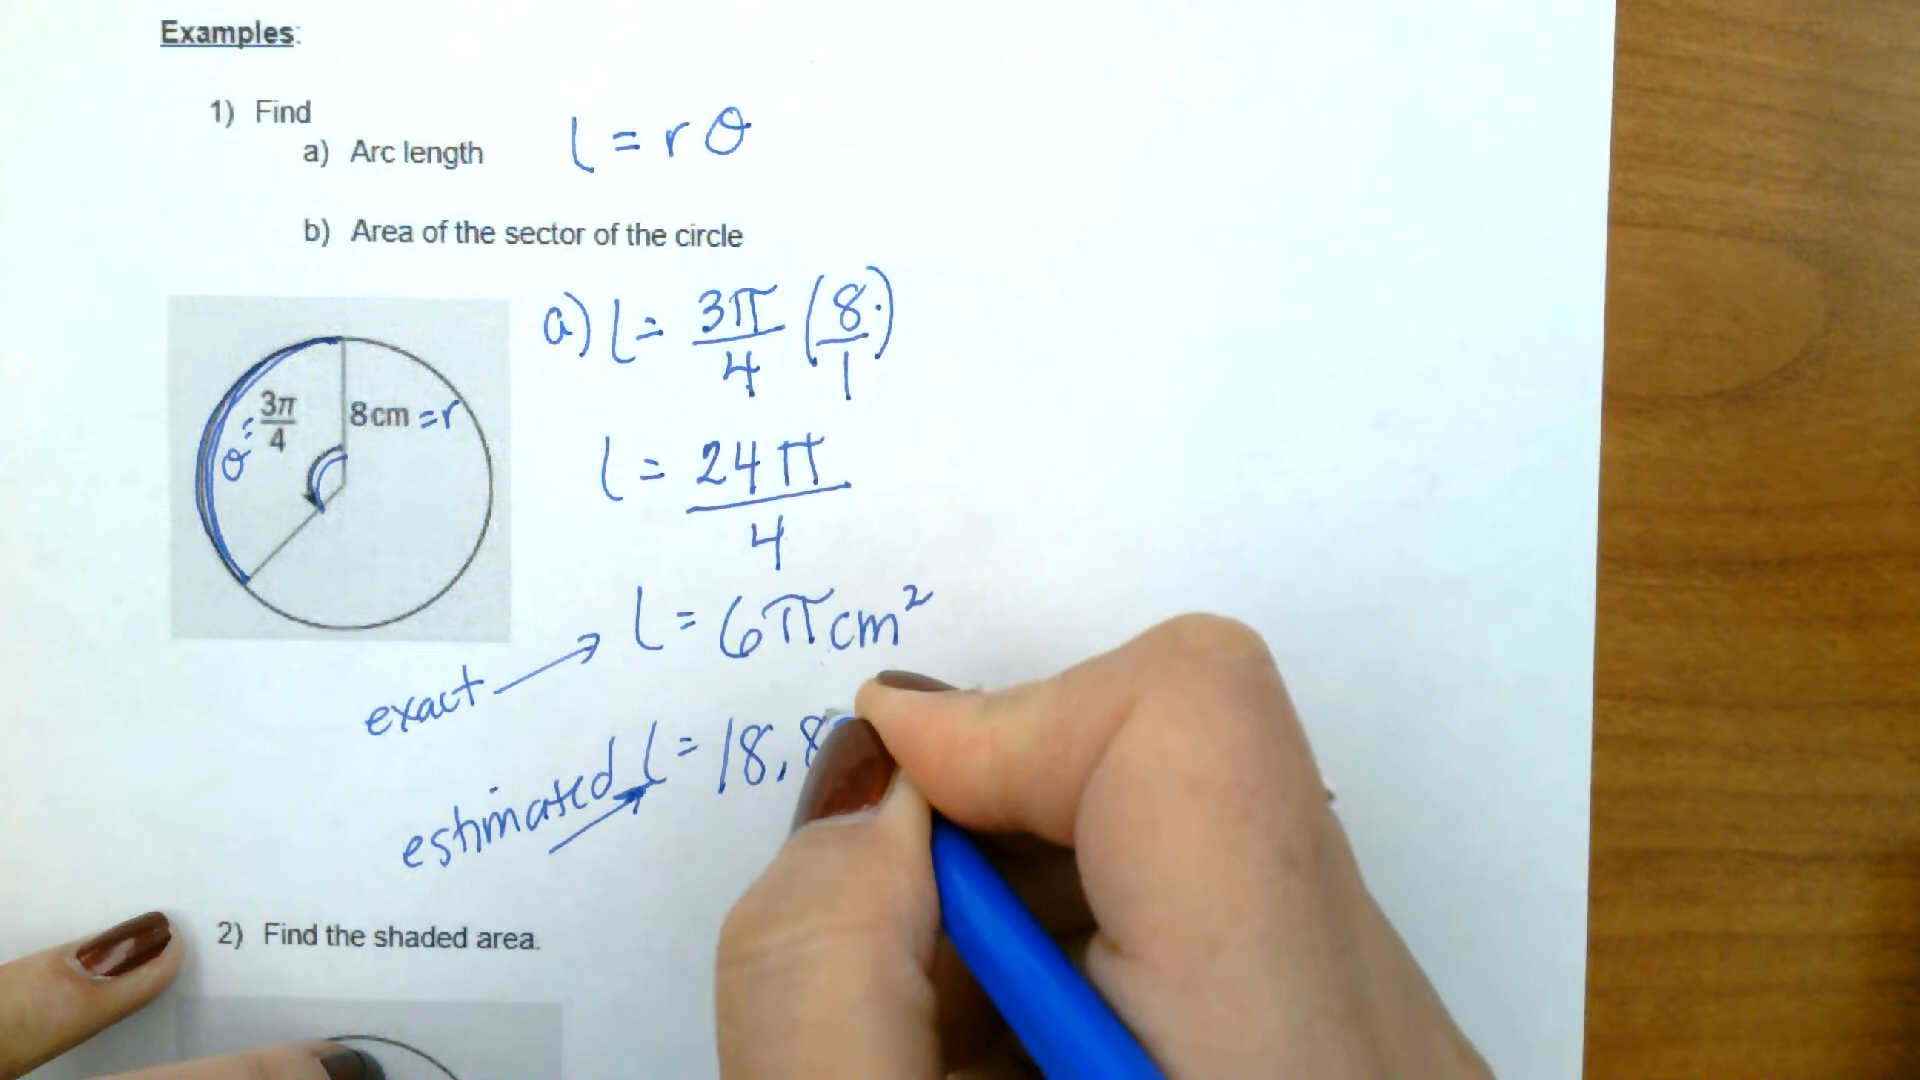 Examples:
1) Find
a) Arc length
l = r θ
b) Area of the sector of the circle
a) l = 3π/4 (8/1)
θ = 3π/4
8cm = r
l = 24π/4
l = 6π cm²
exact →
estimated l = 18,8
2) Find the shaded area.